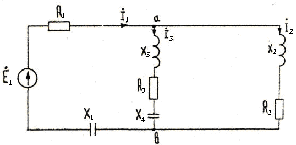 R₁
İ₁
a
İ₃
İ₂
X₃
X₂
Ė₁
R₃
X₁
X₄
R₂
в